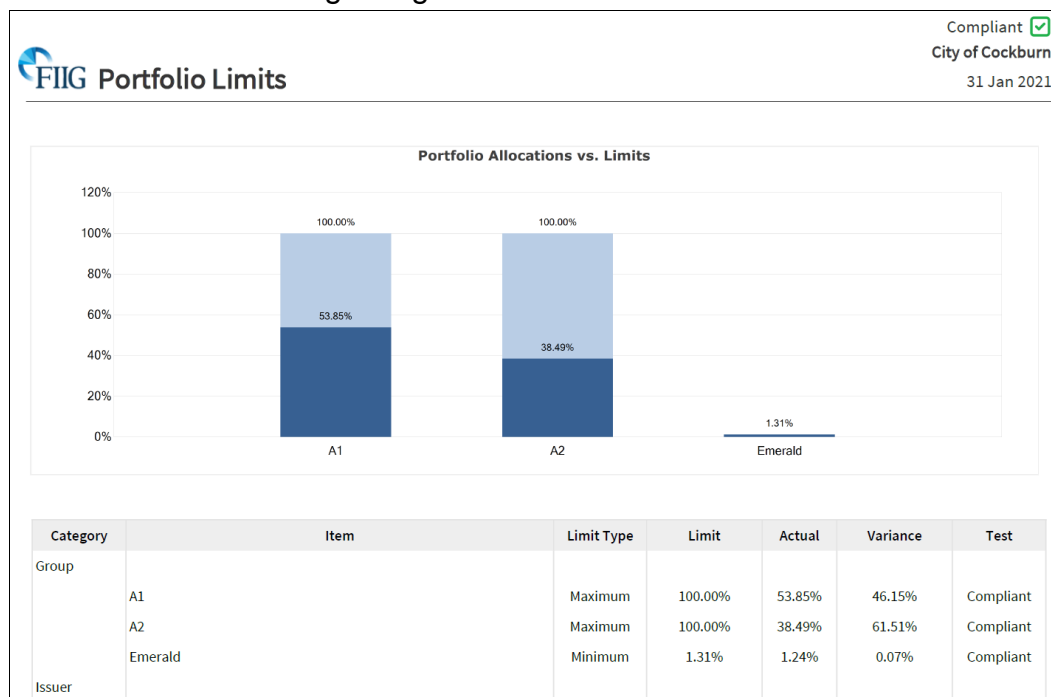 Compliant
City of Cockburn
FIIG Portfolio Limits
31 Jan 2021
Portfolio Allocations vs. Limits
120%
100%
80%
60%
40%
20%
0%
100.00%
100.00%
53.85%
38.49%
1.31%
A1 A2 Emerald
Category Item Limit Type Limit Actual Variance Test
Group
A1 Maximum 100.00% 53.85% 46.15% Compliant
A2 Maximum 100.00% 38.49% 61.51% Compliant
Emerald Minimum 1.31% 1.24% 0.07% Compliant
Issuer